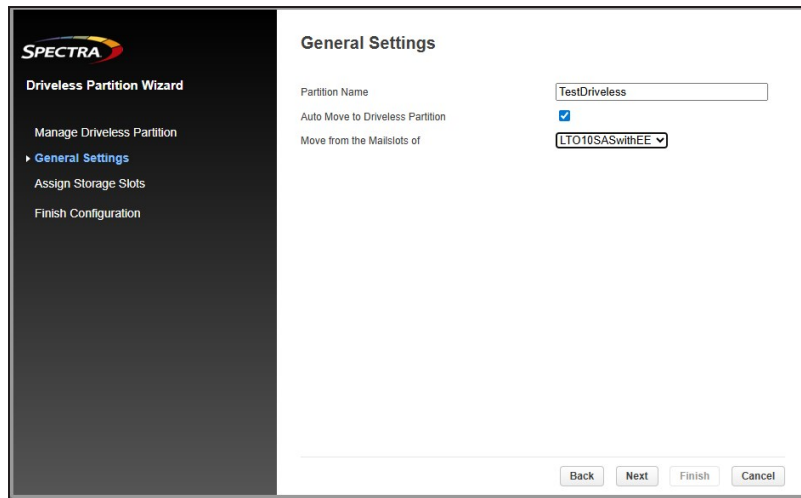 SPECTRA
Driveless Partition Wizard
Manage Driveless Partition
General Settings
Assign Storage Slots
Finish Configuration
General Settings
Partition Name TestDriveless
Auto Move to Driveless Partition
Move from the Mailslots of LTO10SASwithEE
Back Next Finish Cancel